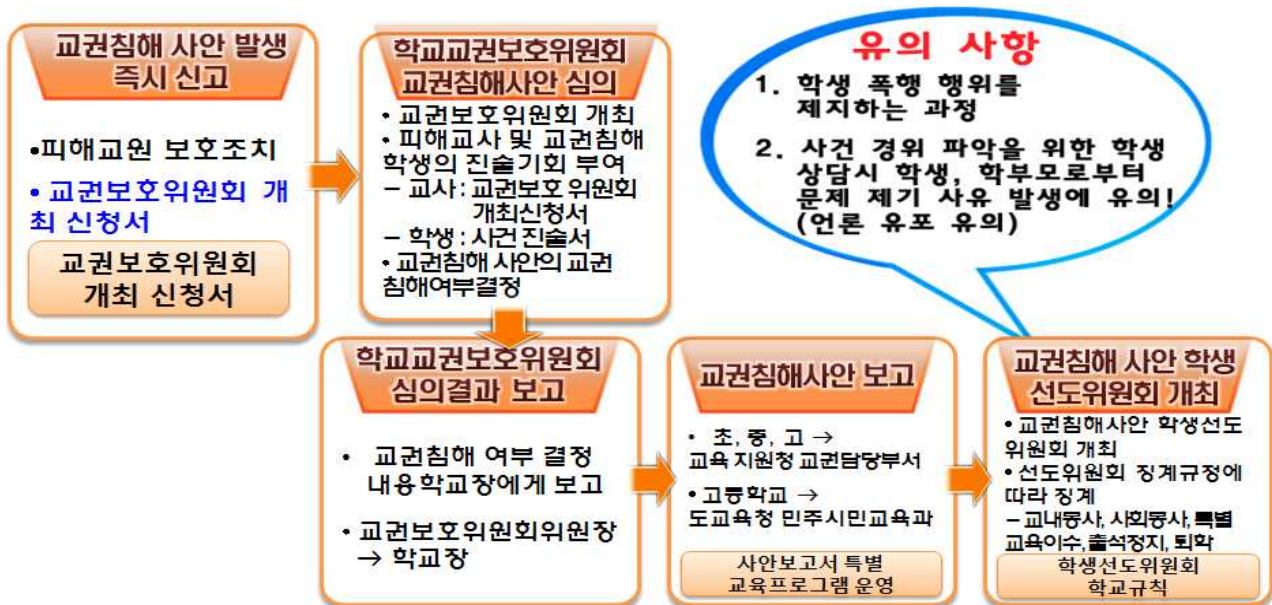 교권침해 사안 발생
즉시 신고
•피해교원 보호조치
• 교권보호위원회 개
최 신청서
교권보호위원회
개최 신청서
학교교권보호위원회
교권침해사안 심의
• 교권보호위원회 개최
• 피해교사 및 교권침해
학생의 진술기회 부여
– 교사 : 교권보호 위원회
개최신청서
– 학생 : 사건 진술서
• 교권침해 사안의 교권
침해여부결정
유의 사항
1. 학생 폭행 행위를
제지하는 과정
2. 사건 경위 파악을 위한 학생
상담시 학생, 학부모로부터
문제 제기 사유 발생에 유의!
(언론 유포 유의)
학교교권보호위원회
심의결과 보고
• 교권침해 여부 결정
내용학교장에게 보고
• 교권보호위원회위원장
→ 학교장
교권침해사안 보고
• 초, 중, 고 →
교육 지원청 교권담당부서
• 고등학교 →
도교육청 민주시민교육과
사안보고서 특별
교육프로그램 운영
교권침해 사안 학생
선도위원회 개최
• 교권침해사안 학생선도
위원회 개최
• 선도위원회 징계규정에
따라 징계
– 교내봉사, 사회봉사, 특별
교육이수, 출석정지, 퇴학
학생선도위원회
학교규칙